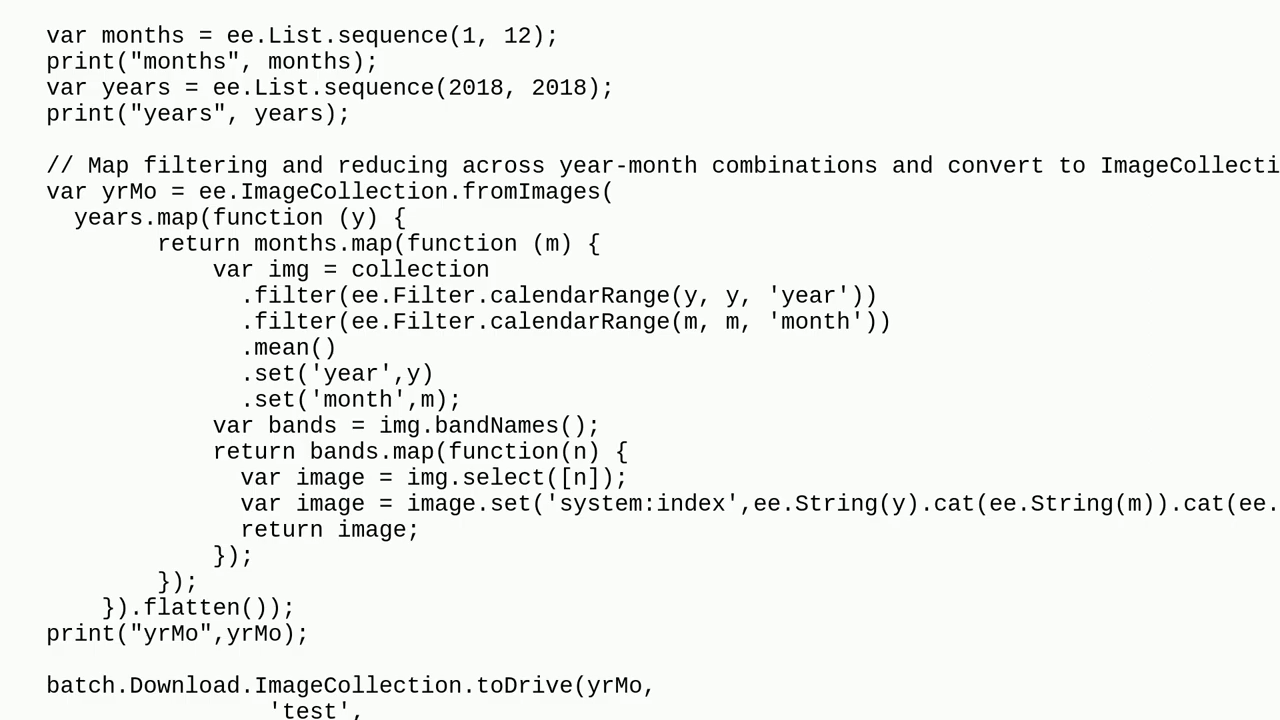 var months = ee.List.sequence(1, 12);
print("months", months);
var years = ee.List.sequence(2018, 2018);
print("years", years);
// Map filtering and reducing across year-month combinations and convert to ImageCollecti
var yrMo = ee.ImageCollection.fromImages(
years.map(function (y) {
return months.map(function (m) {
var img = collection
.filter(ee.Filter.calendarRange(y, y, 'year'))
.filter(ee.Filter.calendarRange(m, m, 'month'))
.mean()
.set('year',y)
.set('month',m);
var bands = img.bandNames();
return bands.map(function(n) {
var image = img.select([n]);
var image = image.set('system:index',ee.String(y).cat(ee.String(m)).cat(ee.
return image;
});
});
}).flatten());
print("yrMo",yrMo);
batch.Download.ImageCollection.toDrive(yrMo,
'test',